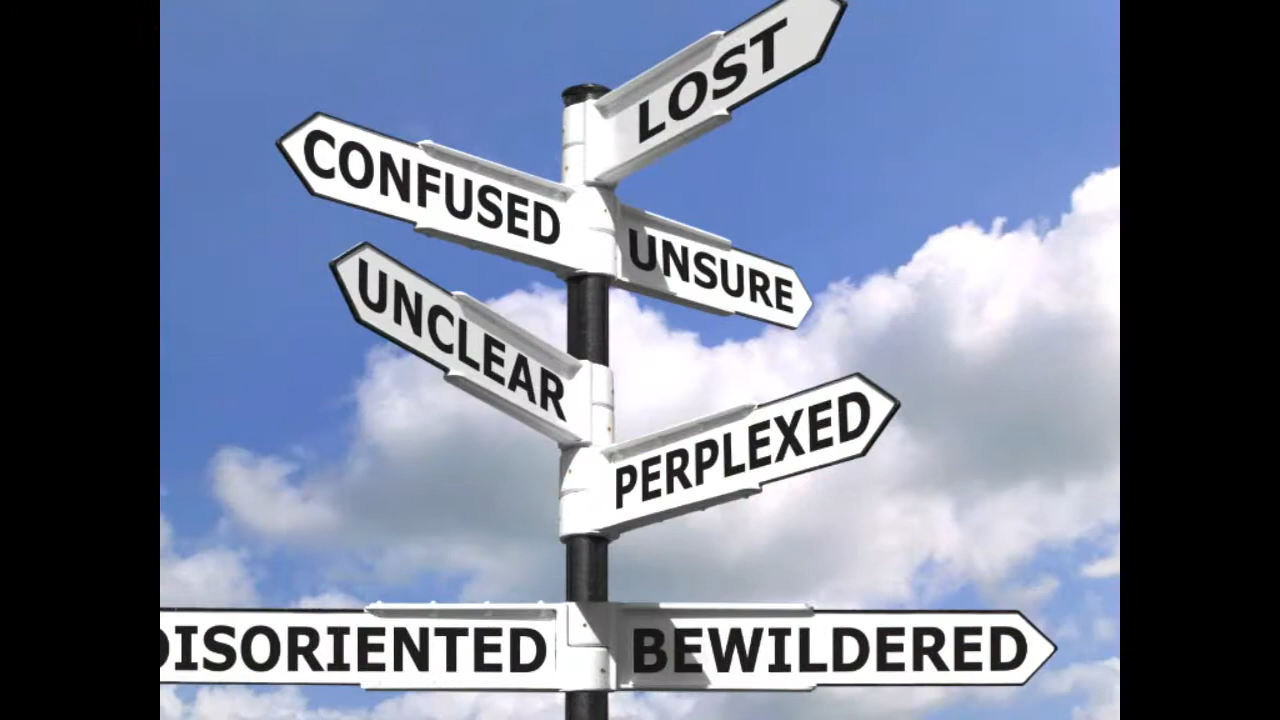 LOST
CONFUSED
UNSURE
UNCLEAR
PERPLEXED
DISORIENTED
BEWILDERED